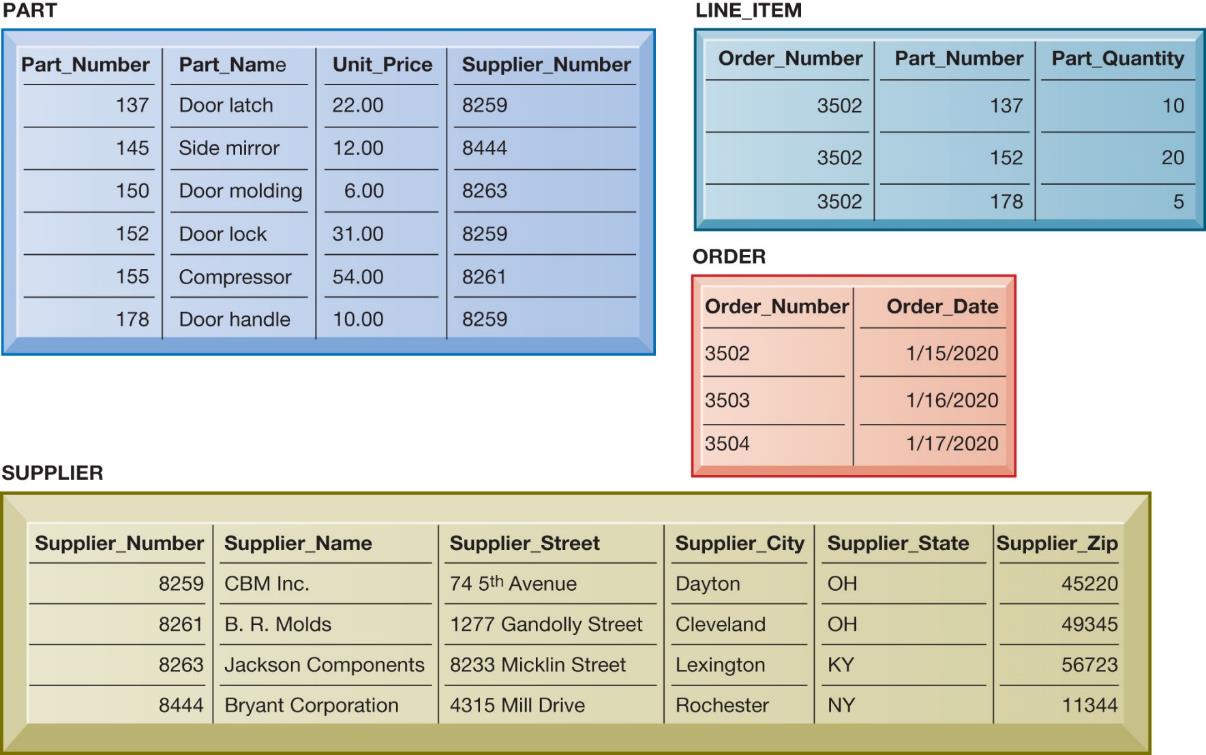 PART
Part_Number Part_Name Unit_Price Supplier_Number
137 Door latch 22.00 8259
145 Side mirror 12.00 8444
150 Door molding 6.00 8263
152 Door lock 31.00 8259
155 Compressor 54.00 8261
178 Door handle 10.00 8259
LINE_ITEM
Order_Number Part_Number Part_Quantity
3502 137 10
3502 152 20
3502 178 5
ORDER
Order_Number Order_Date
3502 1/15/2020
3503 1/16/2020
3504 1/17/2020
SUPPLIER
Supplier_Number Supplier_Name Supplier_Street Supplier_City Supplier_State Supplier_Zip
8259 CBM Inc. 74 5th Avenue Dayton OH 45220
8261 B. R. Molds 1277 Gandolly Street Cleveland OH 49345
8263 Jackson Components 8233 Micklin Street Lexington KY 56723
8444 Bryant Corporation 4315 Mill Drive Rochester NY 11344